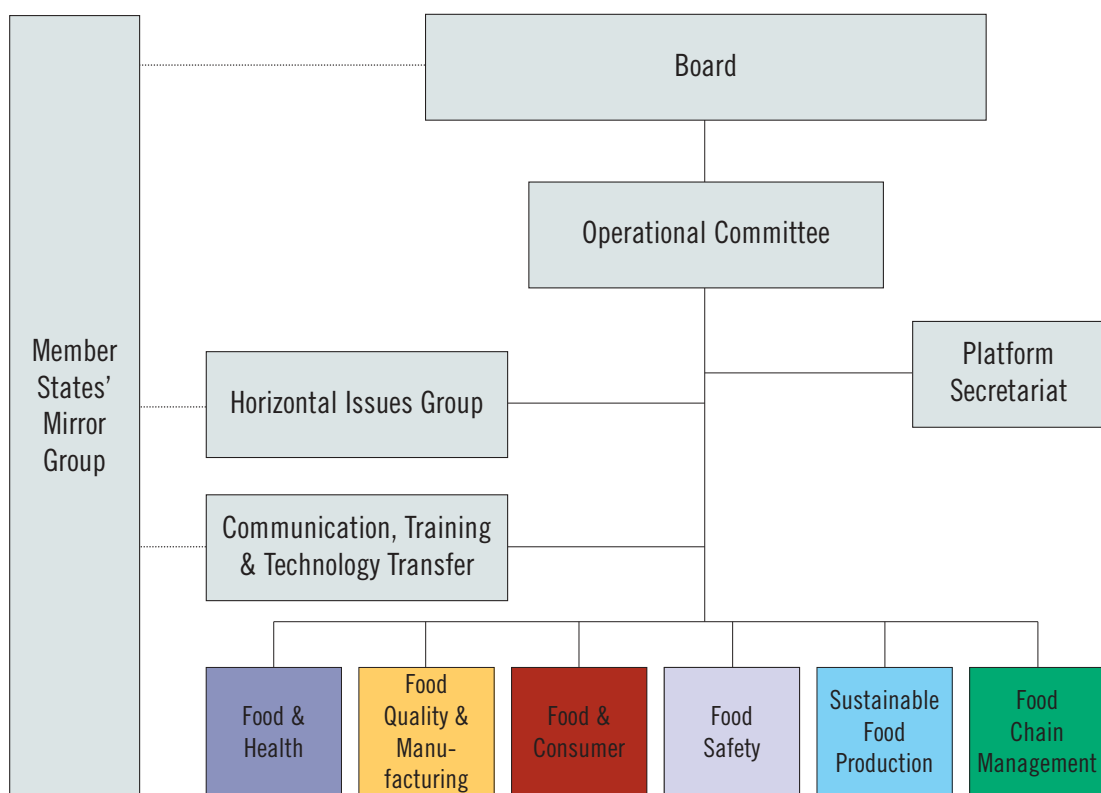 Board
Operational Committee
Member
States’
Mirror
Group
Platform
Secretariat
Horizontal Issues Group
Communication, Training
& Technology Transfer
Food &
Health
Food
Quality &
Manu-
facturing
Food &
Consumer
Food
Safety
Sustainable
Food
Production
Food
Chain
Management